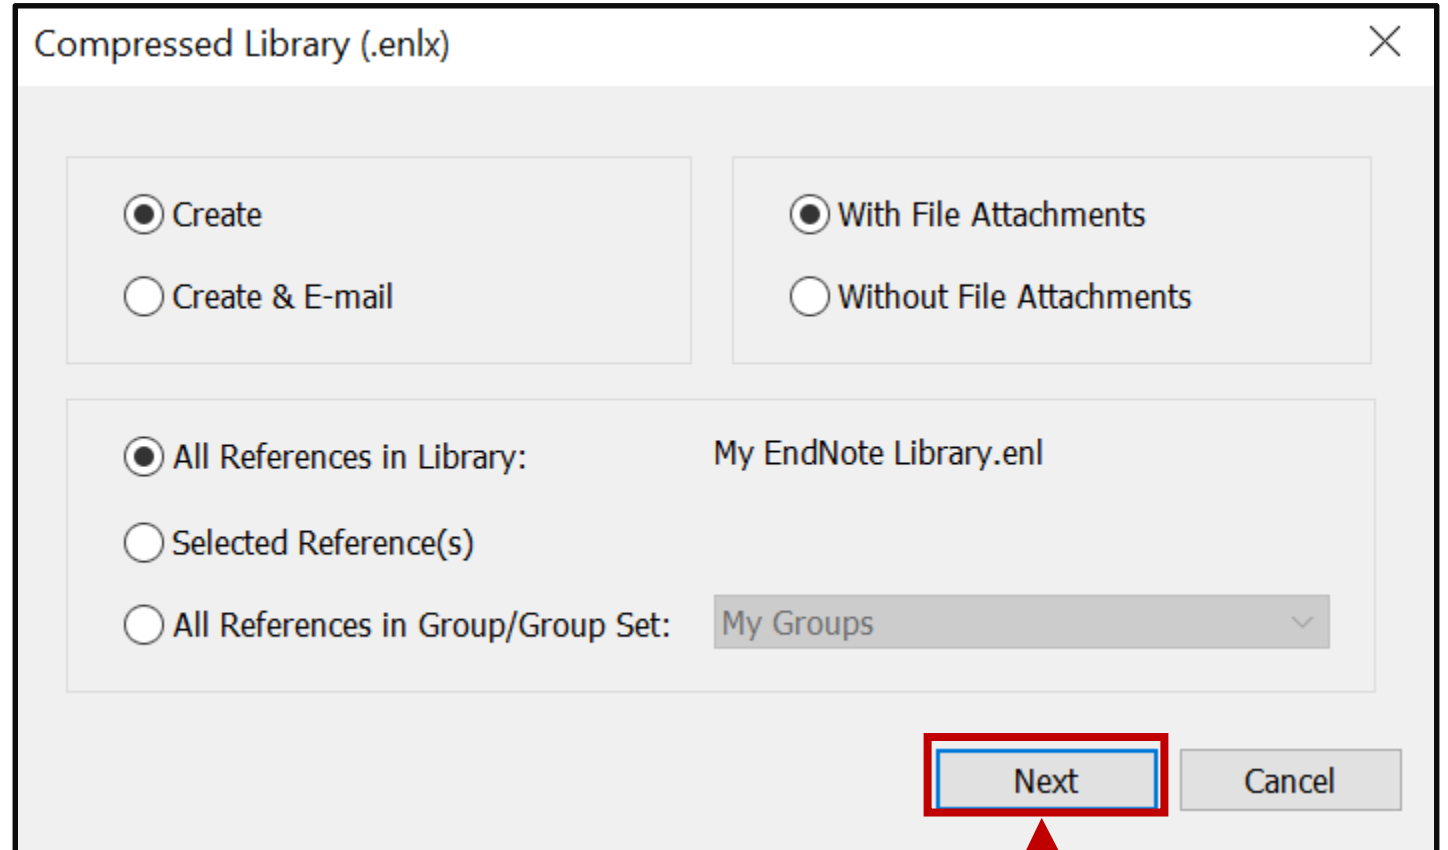 Compressed Library (.enlx)
Create
Create & E-mail
With File Attachments
Without File Attachments
All References in Library:
My EndNote Library.enl
Selected Reference(s)
All References in Group/Group Set:
My Groups
Next
Cancel